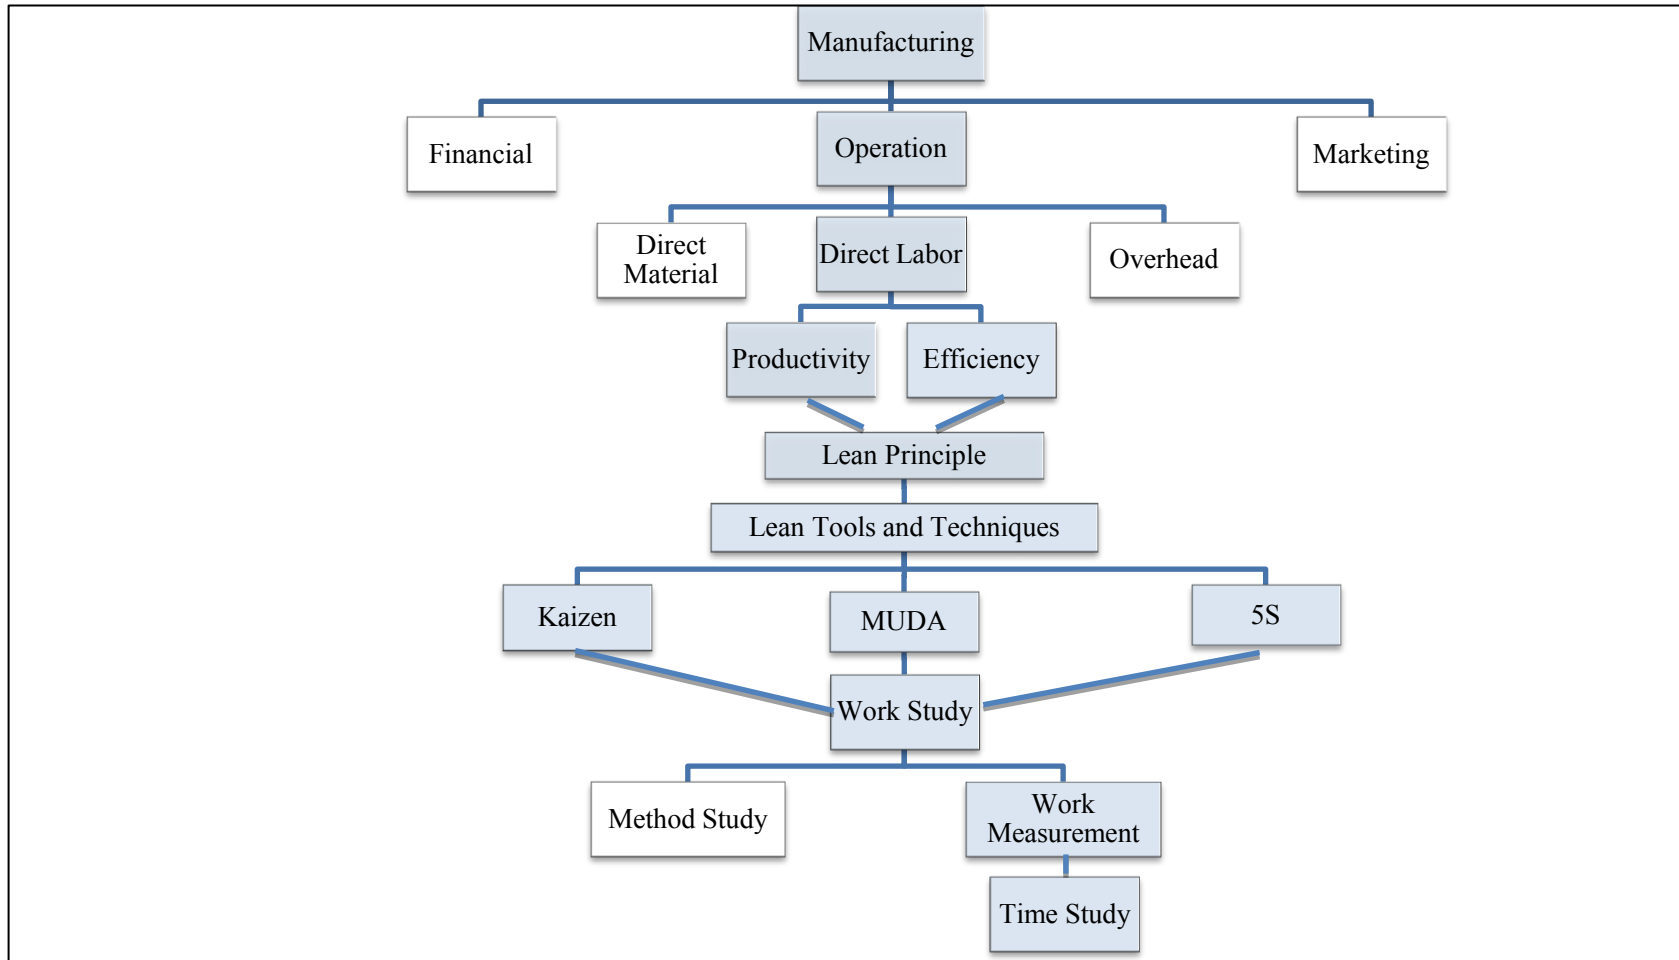 Manufacturing
Financial
Operation
Marketing
Direct
Material
Direct Labor
Overhead
Productivity
Efficiency
Lean Principle
Lean Tools and Techniques
Kaizen
MUDA
5S
Work Study
Method Study
Work
Measurement
Time Study